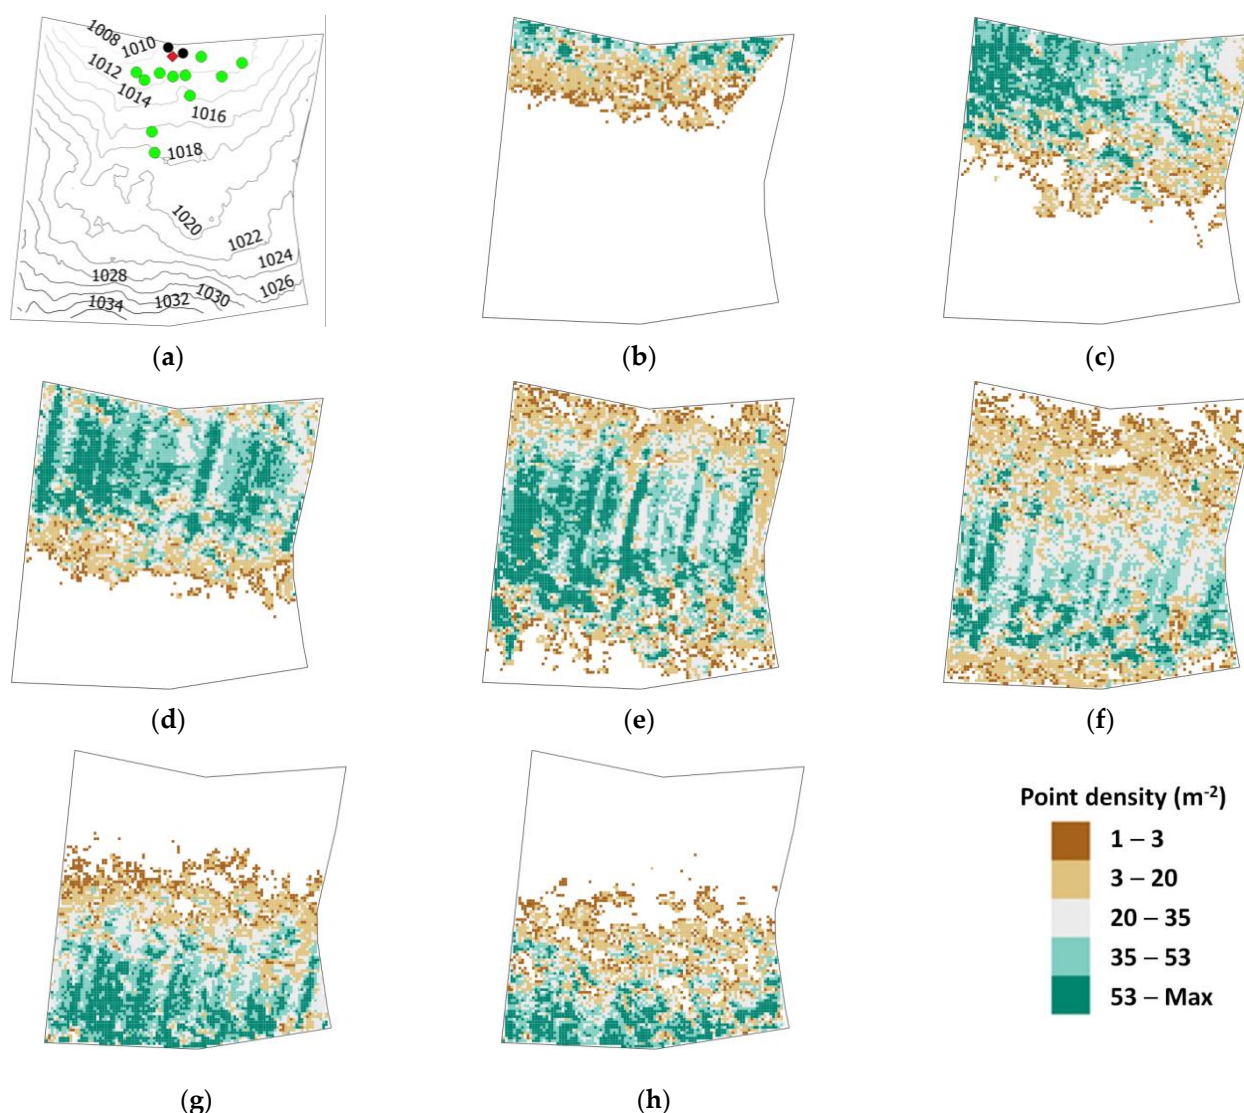 1008
1010
1012
1014
1016
1018
1020
1022
1024
1026
1028
1030
1032
1034
(a)
(b)
(c)
(d)
(e)
(f)
(g)
(h)
Point density (m⁻²)
1 – 3
3 – 20
20 – 35
35 – 53
53 – Max